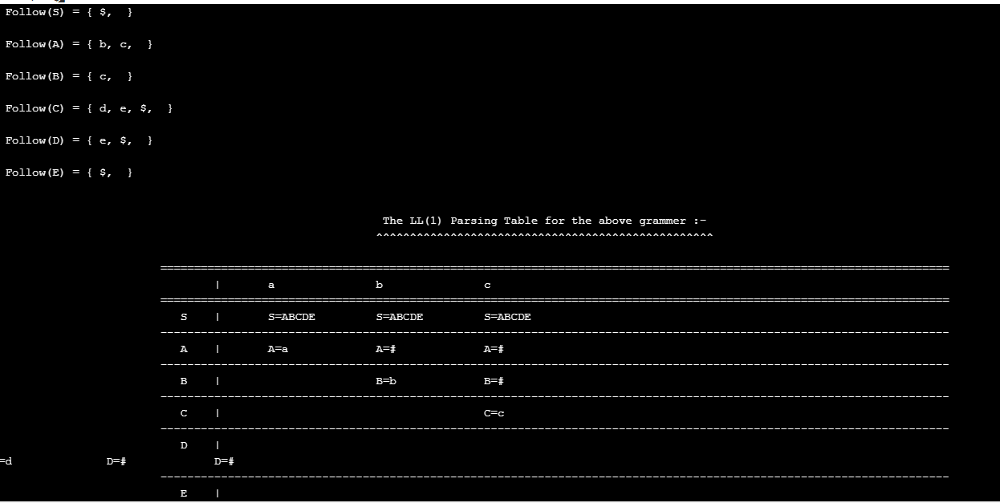 Follow(S) = { $,  }
Follow(A) = { b, c,  }
Follow(B) = { c,  }
Follow(C) = { d, e, $,  }
Follow(D) = { e, $,  }
Follow(E) = { $,  }
The LL(1) Parsing Table for the above grammer :-
^^^^^^^^^^^^^^^^^^^^^^^^^^^^^^^^^^^^^^^^^^^^^^^^^^
| a b c
S | S=ABCDE S=ABCDE S=ABCDE
A | A=a A=# A=#
B | B=b B=#
C | C=c
D |
=d D=# D=#
E |